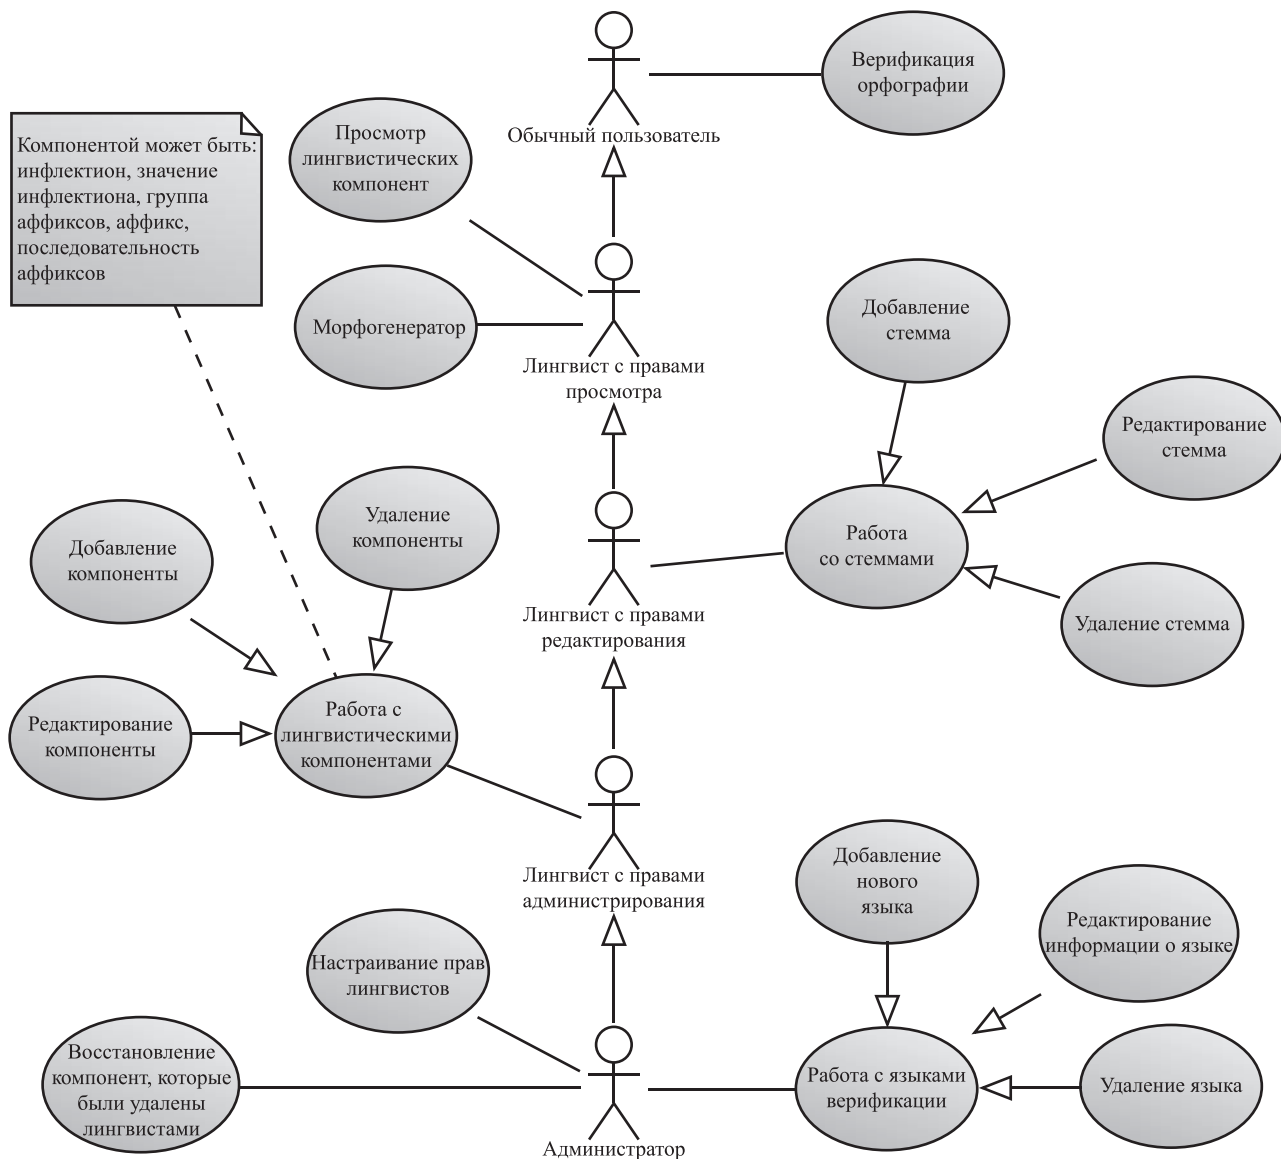 Верификация
орфографии
Обычный пользователь
Просмотр
лингвистических
компонент
Компонентой может быть:
инфлектион, значение
инфлектиона, группа
аффиксов, аффикс,
последовательность
аффиксов
Морфогенератор
Лингвист с правами
просмотра
Добавление
стемма
Редактирование
стемма
Работа
со стеммами
Удаление стемма
Удаление
компоненты
Добавление
компоненты
Лингвист с правами
редактирования
Редактирование
компоненты
Работа с
лингвистическими
компонентами
Лингвист с правами
администрирования
Добавление
нового
языка
Редактирование
информации о языке
Настраивание прав
лингвистов
Восстановление
компонент, которые
были удалены
лингвистами
Работа с языками
верификации
Удаление языка
Администратор